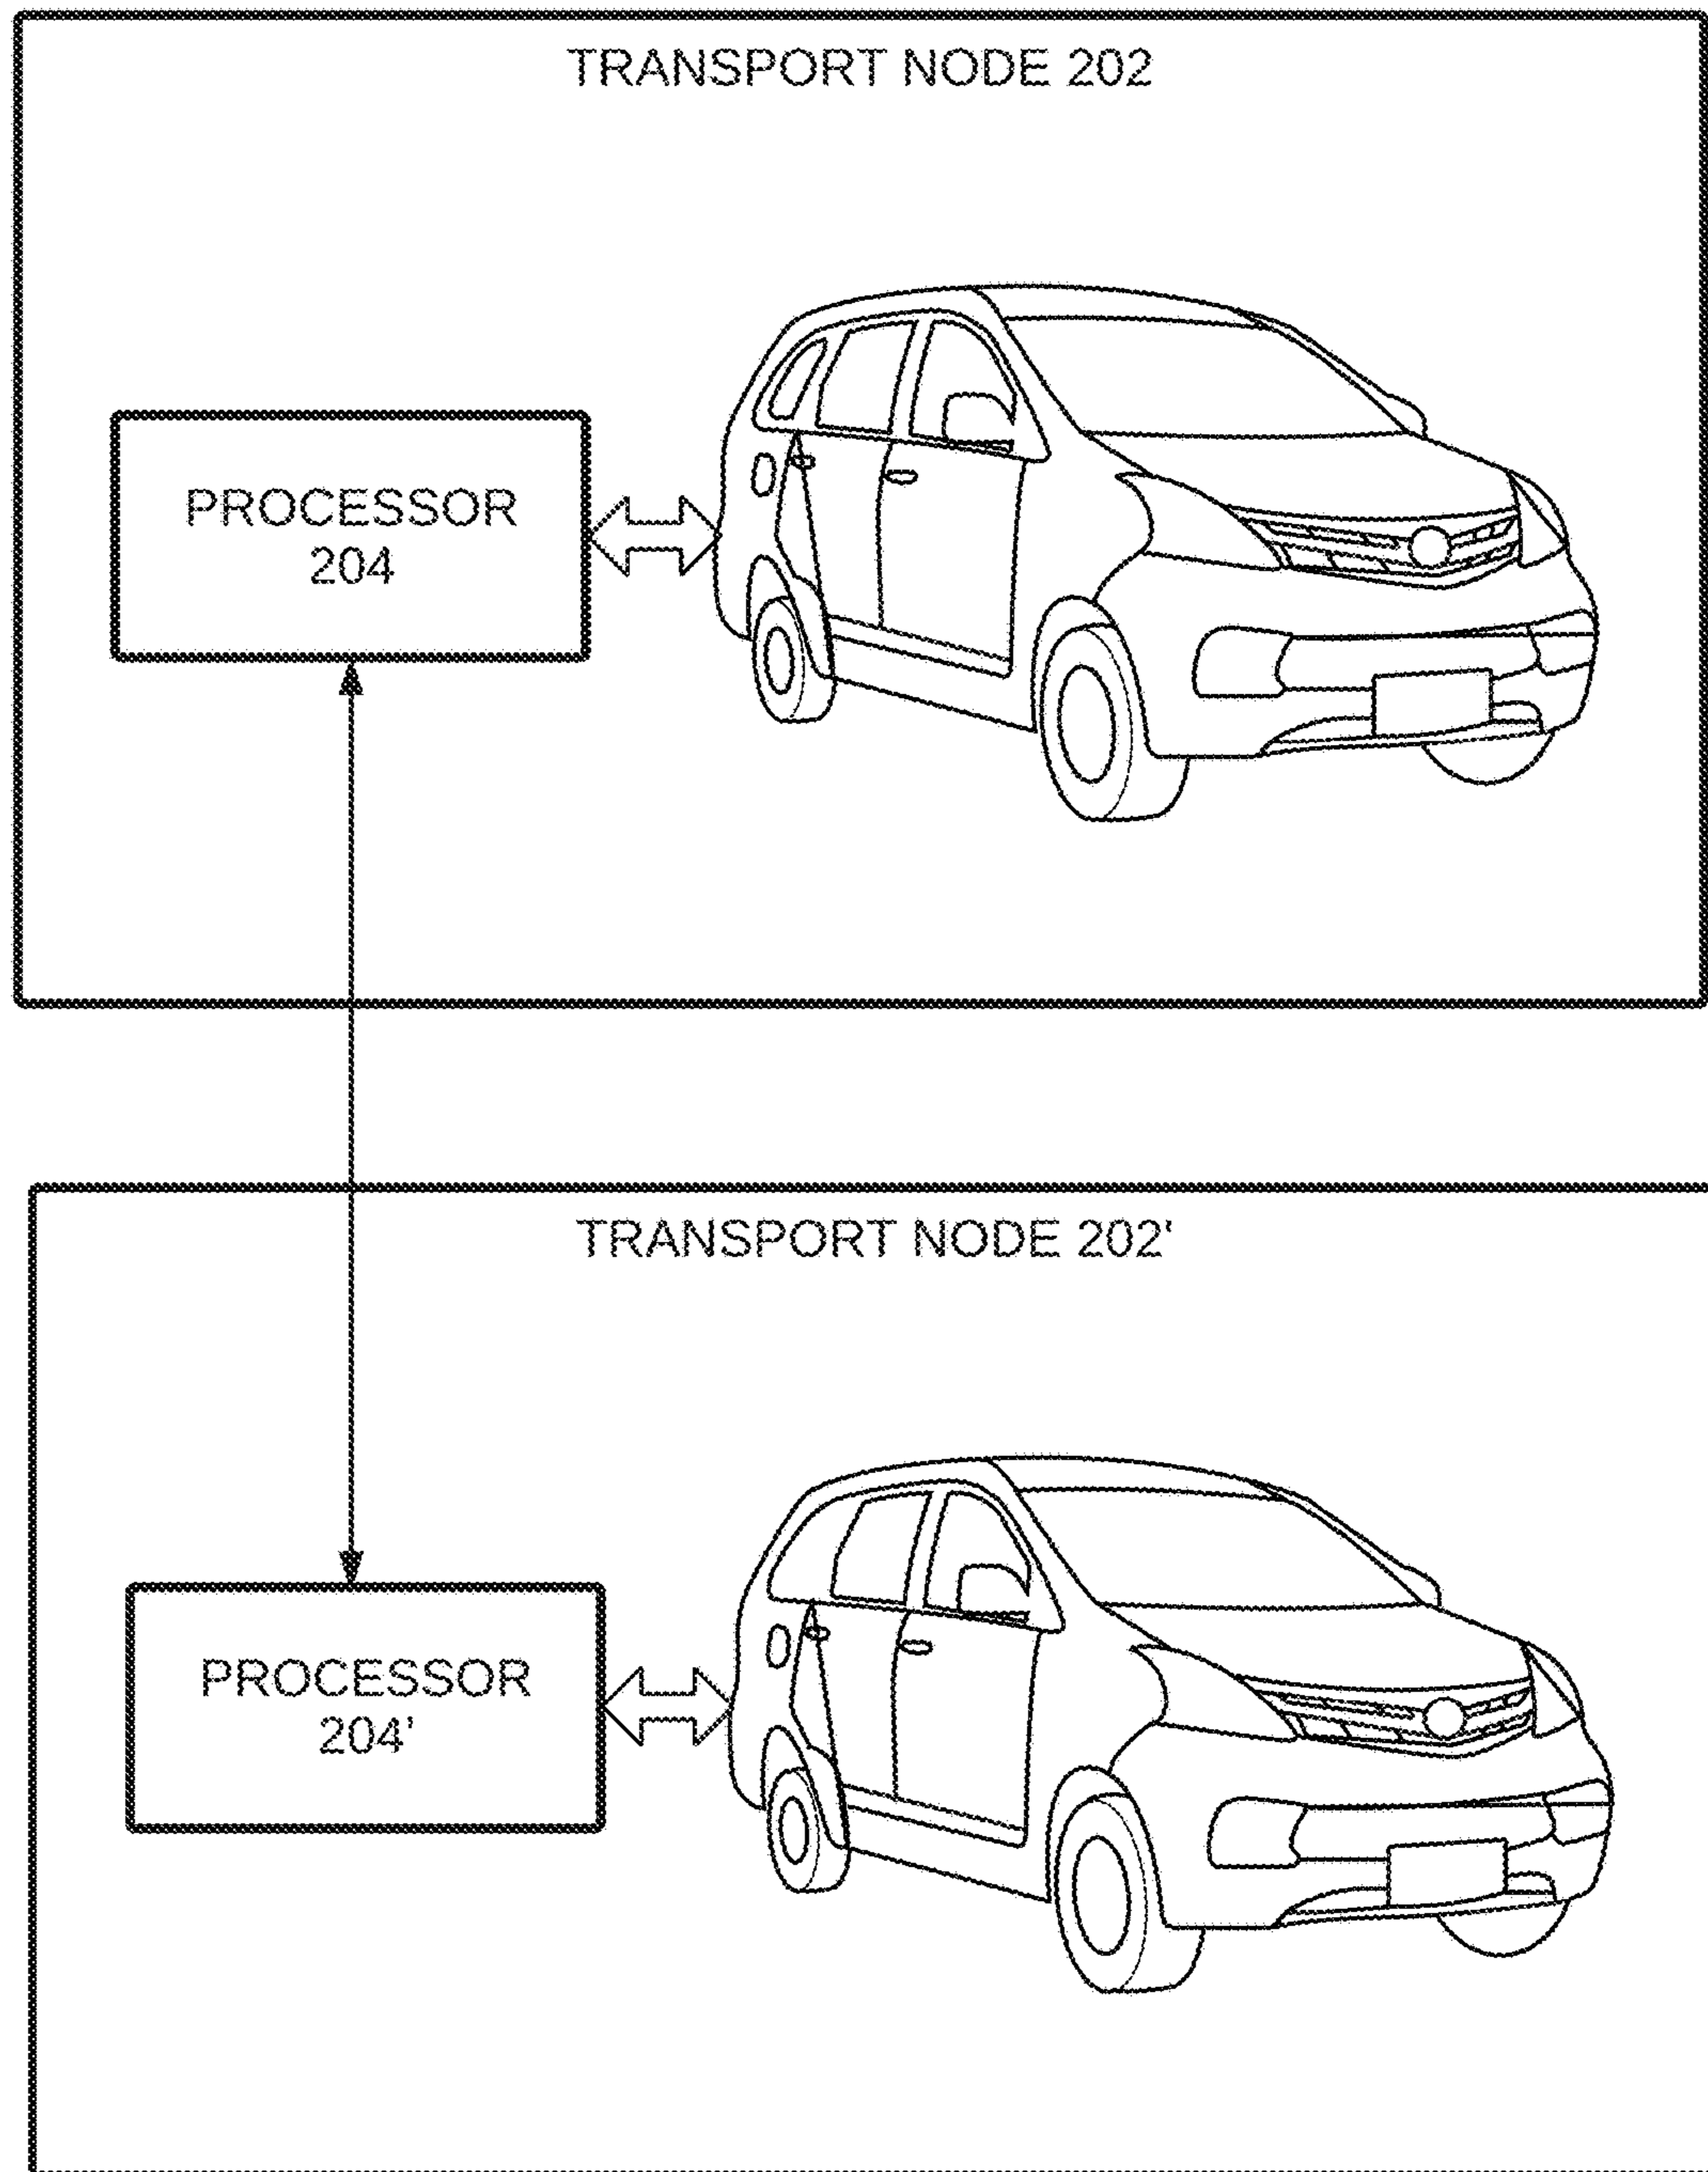 TRANSPORT NODE 202
PROCESSOR
204
TRANSPORT NODE 202'
PROCESSOR
204'